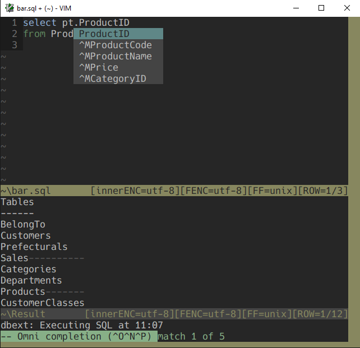 bar.sql + (~) - VIM
1 select pt.ProductID
2 from Prod ProductID
3 ^MProductCode
^MProductName
^MPrice
^MCategoryID
~
~
~
~
~
~
~
~
~\bar.sql [innerENC=utf-8][FENC=utf-8][FF=unix][ROW=1/3]
Tables
------
BelongTo
Customers
Prefecturals
Sales----------
Categories
Departments
Products-------
CustomerClasses
~\Result [innerENC=utf-8][FENC=utf-8][FF=unix][ROW=1/12]
dbext: Executing SQL at 11:07
-- Omni completion (^O^N^P) Match 1 of 5